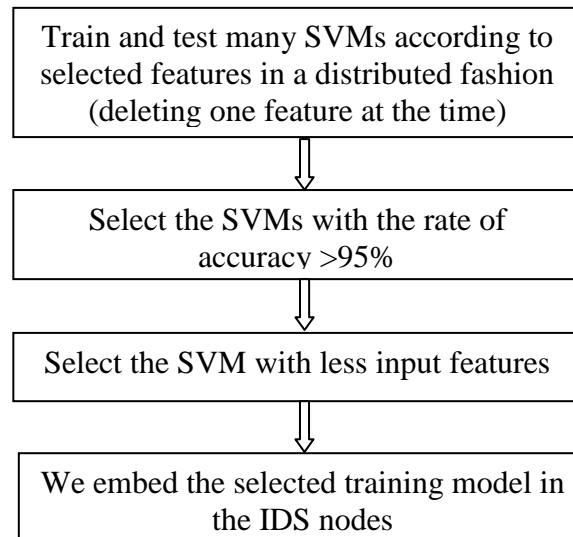 Train and test many SVMs according to
selected features in a distributed fashion
(deleting one feature at the time)
Select the SVMs with the rate of
accuracy >95%
Select the SVM with less input features
We embed the selected training model in
the IDS nodes